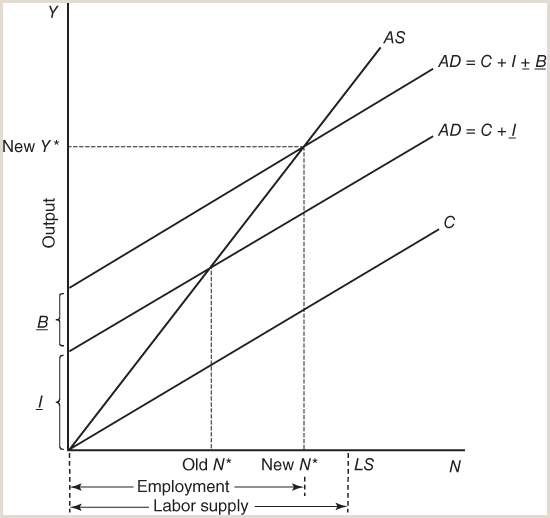 Y
AS
AD = C + I ± B
AD = C + I
New Y*
C
Output
B
I
Old N* New N* LS N
Employment
Labor supply